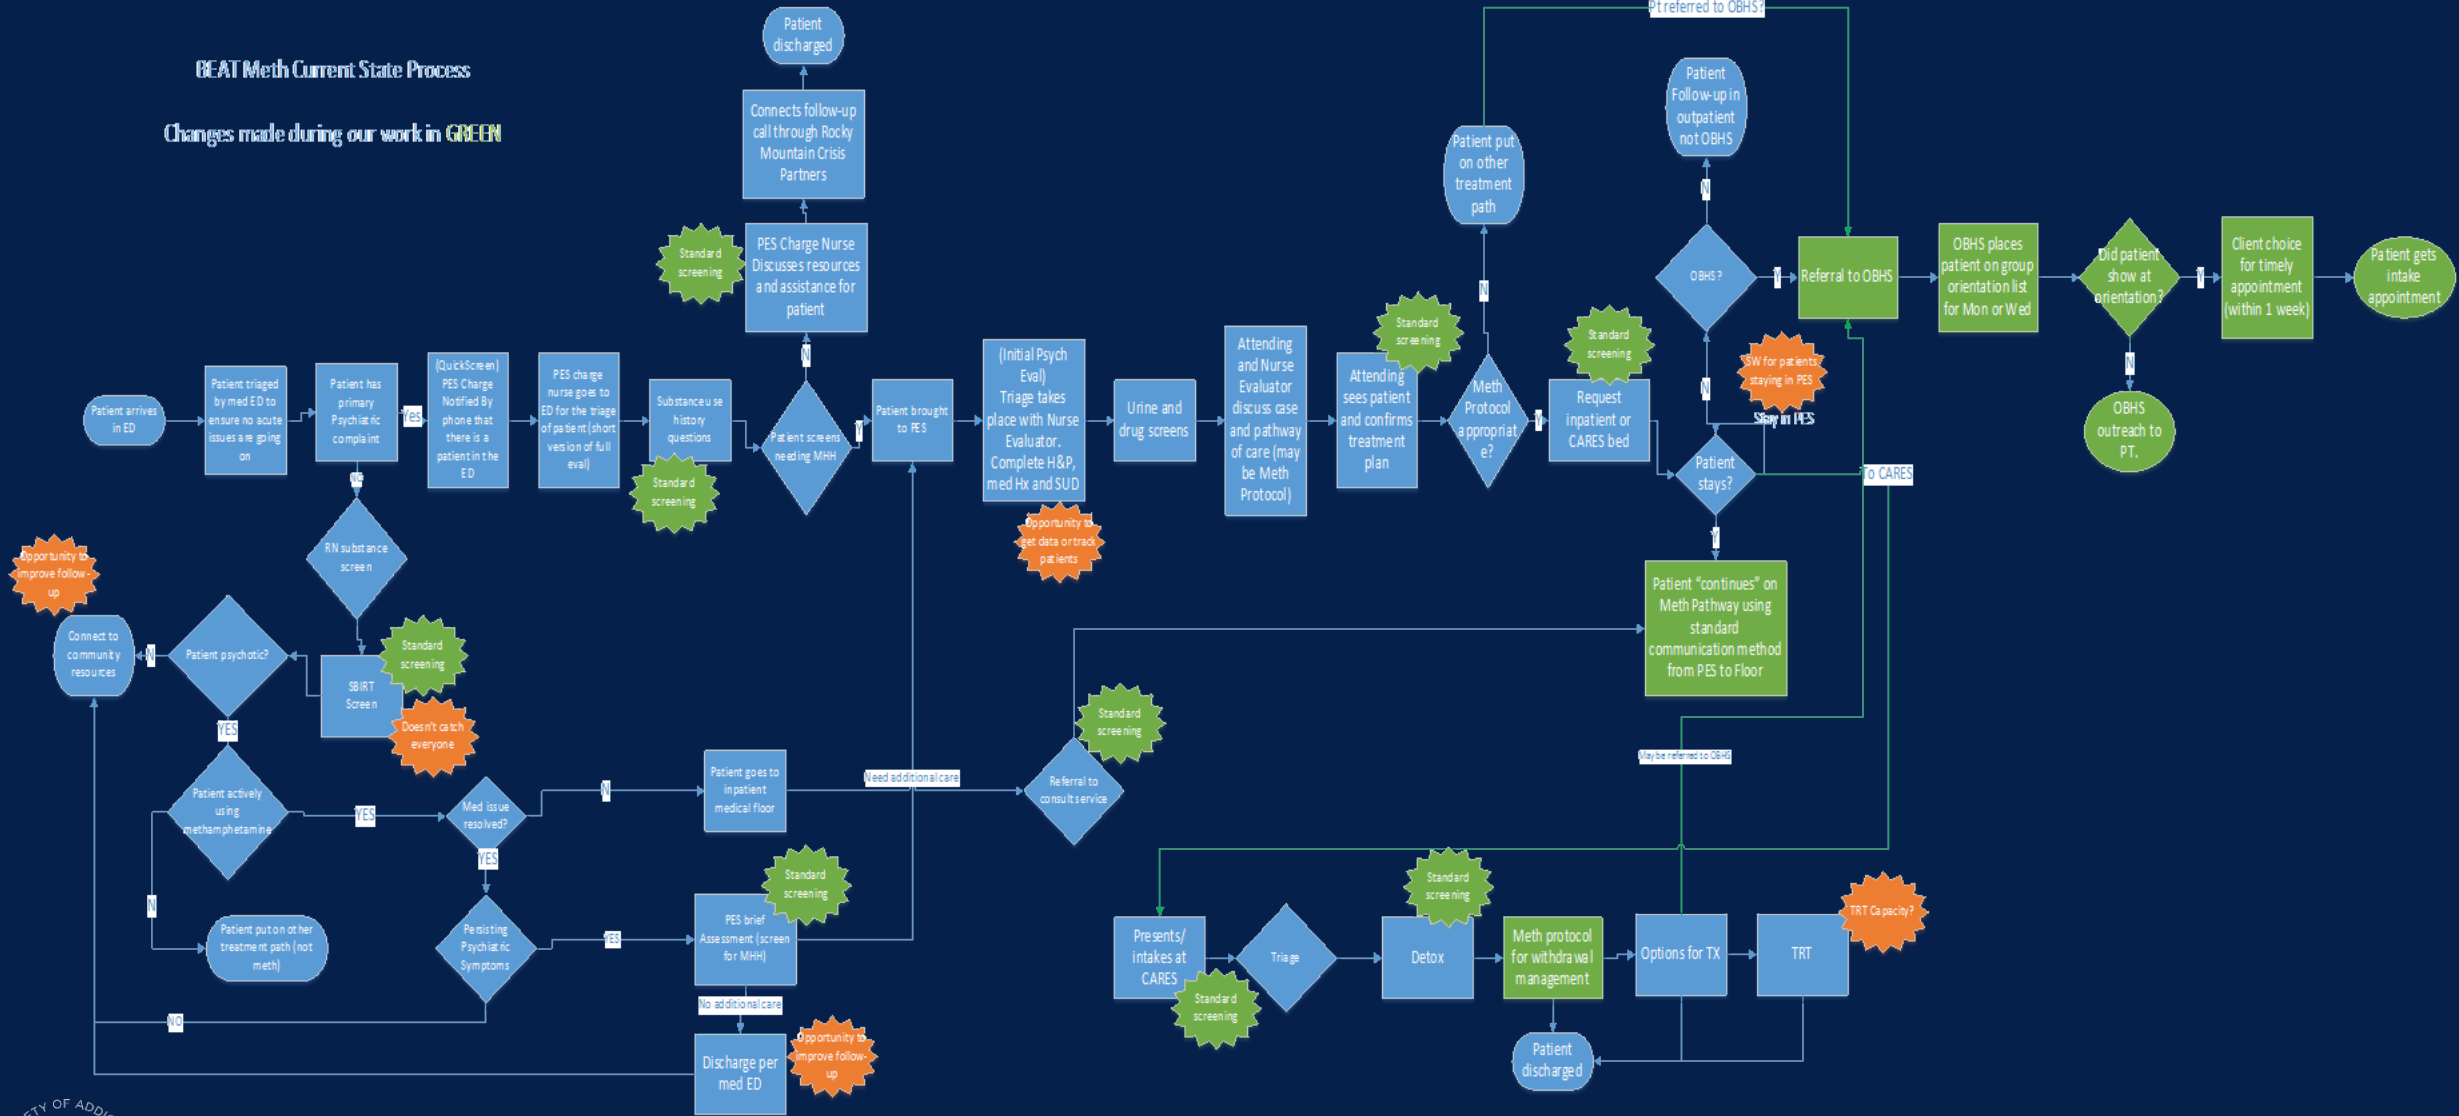 BEAT Meth Current State Process
Changes made during our work in GREEN
Patient
discharged
Connects follow-up
call through Rocky
Mountain Crisis
Partners
Standard
screening
PES Charge Nurse
Discusses resources
and assistance for
patient
N
Patient arrives
in ED
Patient triaged
by med ED to
ensure no acute
issues are going
on
Patient has
primary
Psychiatric
complaint
Yes
(QuickScreen)
PES Charge
Notified By
phone that
there is a
patient in the
ED
PES charge
nurse goes to
ED for the triage
of patient (short
version of full
eval)
Substance use
history
questions
Standard
screening
Patient screens
needing MHH
Y
Patient brought
to PES
(Initial Psych
Eval)
Triage takes
place with Nurse
Evaluator.
Complete H&P,
med Hx and SUD
Opportunity to
get data or track
patients
Urine and
drug screens
Attending
and Nurse
Evaluator
discuss case
and pathway
of care (may
be Meth
Protocol)
Attending
sees patient
and confirms
treatment
plan
Standard
screening
Meth
Protocol
appropriat
e?
N
Patient put
on other
treatment
path
Pt referred to OBHS?
Y
Request
inpatient or
CARES bed
Standard
screening
Patient
stays?
N
OBHS?
N
Patient
Follow-up in
outpatient
not OBHS
Y
SW for patients
staying in PES
Stay in PES
To CARES
Referral to OBHS
OBHS places
patient on group
orientation list
for Mon or Wed
Did patient
show at
orientation?
Y
Client choice
for timely
appointment
(within 1 week)
Patient gets
intake
appointment
N
OBHS
outreach to
PT.
Y
Patient “continues” on
Meth Pathway using
standard
communication method
from PES to Floor
NO
RN substance
screen
SBIRT
Screen
Standard
screening
Doesn't catch
everyone
Patient psychotic?
N
Connect to
community
resources
Opportunity to
improve follow-
up
YES
Patient actively
using
methamphetamine
N
Patient put on other
treatment path (not
meth)
YES
Med issue
resolved?
N
Patient goes to
inpatient
medical floor
Need additional care
Referral to
consult service
Standard
screening
YES
Persisting
Psychiatric
Symptoms
NO
YES
PES brief
Assessment (screen
for MHH)
Standard
screening
No additional care
Discharge per
med ED
Opportunity to
improve follow-
up
May be referred to OBHS
Presents/
intakes at
CARES
Standard
screening
Triage
Detox
Standard
screening
Meth protocol
for withdrawal
management
Options for TX
TRT
TRT Capacity?
Patient
discharged